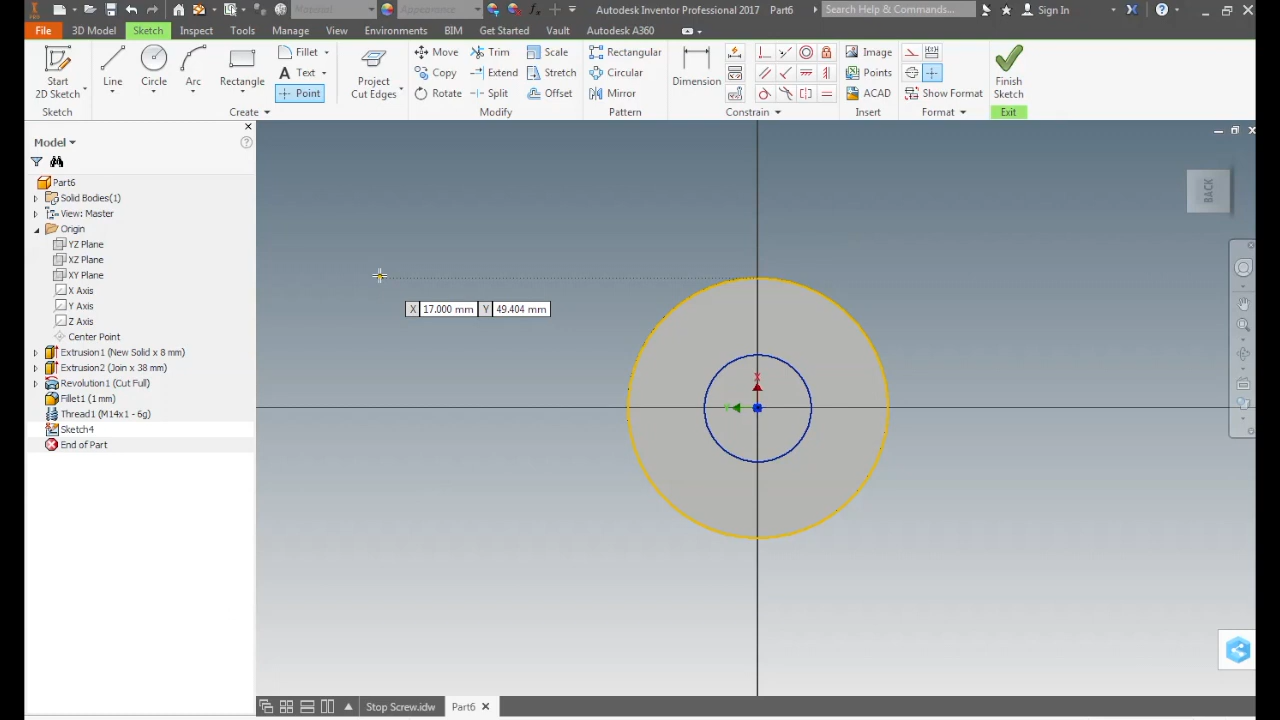 Material
Appearance
fx
Autodesk Inventor Professional 2017 Part6
Search Help & Commands...
Sign In
PRO
File
Sketch
3D Model
Inspect
Tools
Manage
View
Environments
BIM
Get Started
Vault
Autodesk A360
Start
2D Sketch
Line
Circle
Arc
Rectangle
Fillet
Text
Point
Project
Cut Edges
Move
Copy
Rotate
Trim
Extend
Split
Scale
Stretch
Offset
Rectangular
Circular
Mirror
Dimension
Image
Points
ACAD
Show Format
Finish
Sketch
Sketch
Create
Modify
Pattern
Constrain
Insert
Format
Exit
Model
Part6
Solid Bodies(1)
View: Master
Origin
YZ Plane
XZ Plane
XY Plane
X Axis
Y Axis
Z Axis
Center Point
Extrusion1 (New Solid x 8 mm)
Extrusion2 (Join x 38 mm)
Revolution1 (Cut Full)
Fillet1 (1 mm)
Thread1 (M14x1 - 6g)
Sketch4
End of Part
BACK
X 17.000 mm Y 49.404 mm
X
Y
Stop Screw.idw
Part6